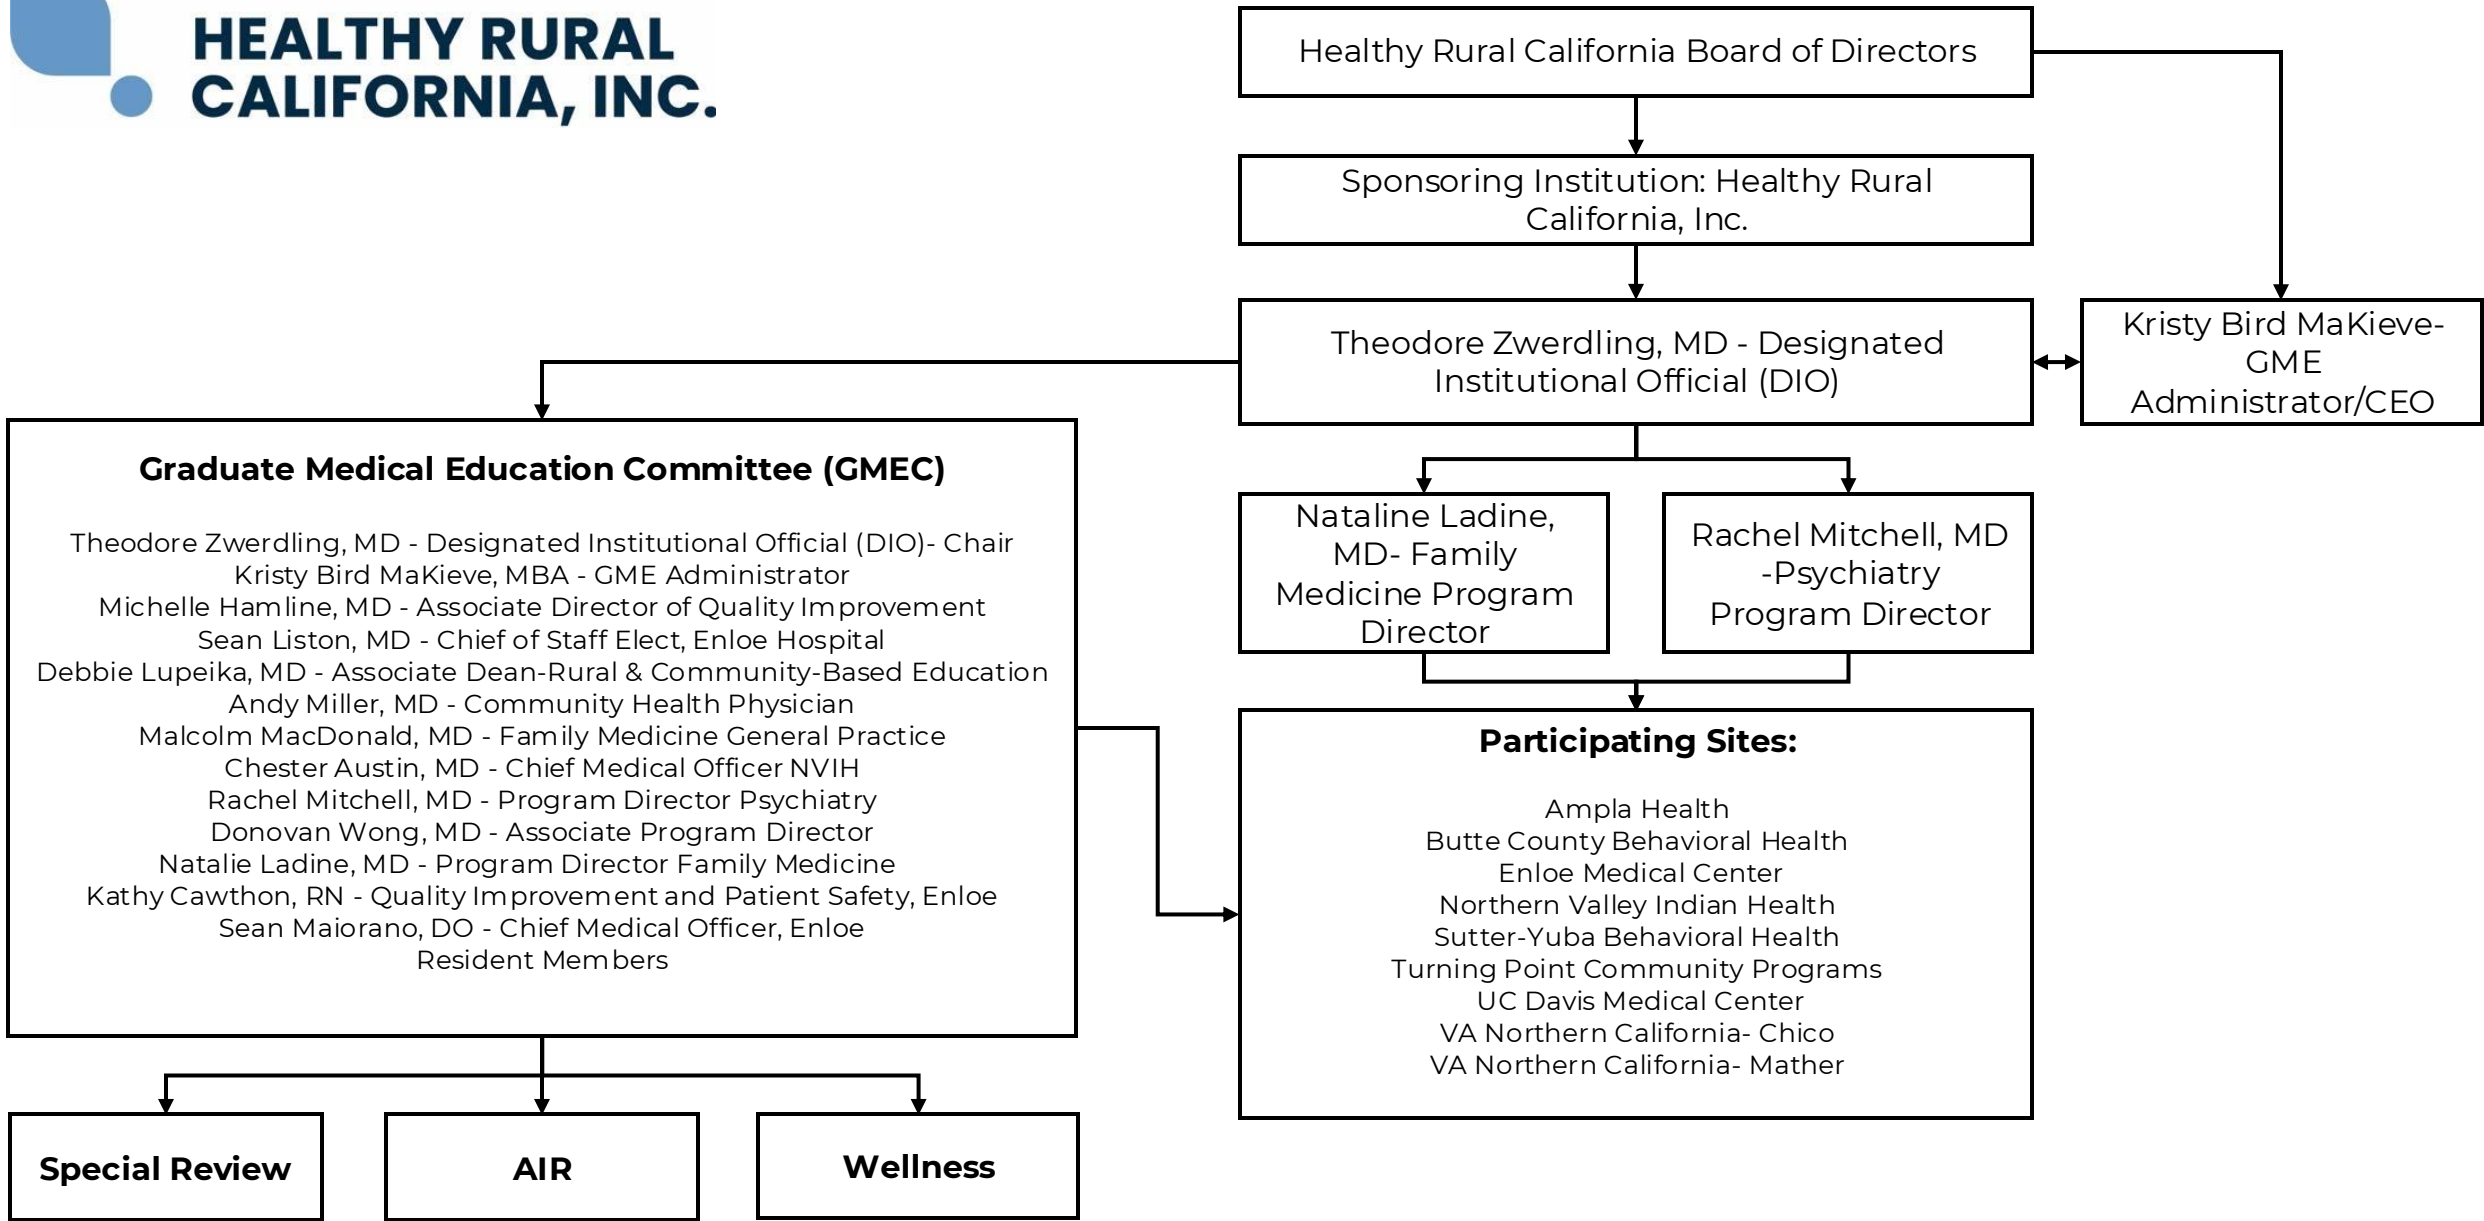 HEALTHY RURAL
CALIFORNIA, INC.
Healthy Rural California Board of Directors
Sponsoring Institution: Healthy Rural
California, Inc.
Theodore Zwerdling, MD - Designated
Institutional Official (DIO)
Kristy Bird MaKieve-
GME
Administrator/CEO
Graduate Medical Education Committee (GMEC)
Theodore Zwerdling, MD - Designated Institutional Official (DIO)- Chair
Kristy Bird MaKieve, MBA - GME Administrator
Michelle Hamline, MD - Associate Director of Quality Improvement
Sean Liston, MD - Chief of Staff Elect, Enloe Hospital
Debbie Lupeika, MD - Associate Dean-Rural & Community-Based Education
Andy Miller, MD - Community Health Physician
Malcolm MacDonald, MD - Family Medicine General Practice
Chester Austin, MD - Chief Medical Officer NVIH
Rachel Mitchell, MD - Program Director Psychiatry
Donovan Wong, MD - Associate Program Director
Natalie Ladine, MD - Program Director Family Medicine
Kathy Cawthon, RN - Quality Improvement and Patient Safety, Enloe
Sean Maiorano, DO - Chief Medical Officer, Enloe
Resident Members
Nataline Ladine,
MD- Family
Medicine Program
Director
Rachel Mitchell, MD
-Psychiatry
Program Director
Participating Sites:
Ampla Health
Butte County Behavioral Health
Enloe Medical Center
Northern Valley Indian Health
Sutter-Yuba Behavioral Health
Turning Point Community Programs
UC Davis Medical Center
VA Northern California- Chico
VA Northern California- Mather
Special Review
AIR
Wellness